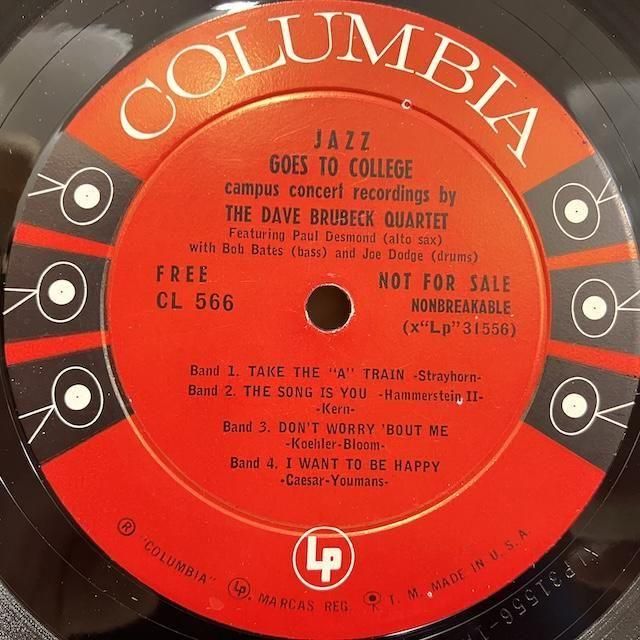 COLUMBIA
JAZZ
GOES TO COLLEGE
campus concert recordings by
THE DAVE BRUBECK QUARTET
Featuring Paul Desmond (alto sax)
with Bob Bates (bass) and Joe Dodge (drums)
FREE NOT FOR SALE
CL 566 NONBREAKABLE
(x"Lp"31556)
Band 1. TAKE THE "A" TRAIN -Strayhorn-
Band 2. THE SONG IS YOU -Hammerstein II-
-Kern-
Band 3. DON'T WORRY 'BOUT ME
-Koehler-Bloom-
Band 4. I WANT TO BE HAPPY
-Caesar-Youmans-
LP
® "COLUMBIA" LP MARCAS REG. T. M. MADE IN U.S.A.